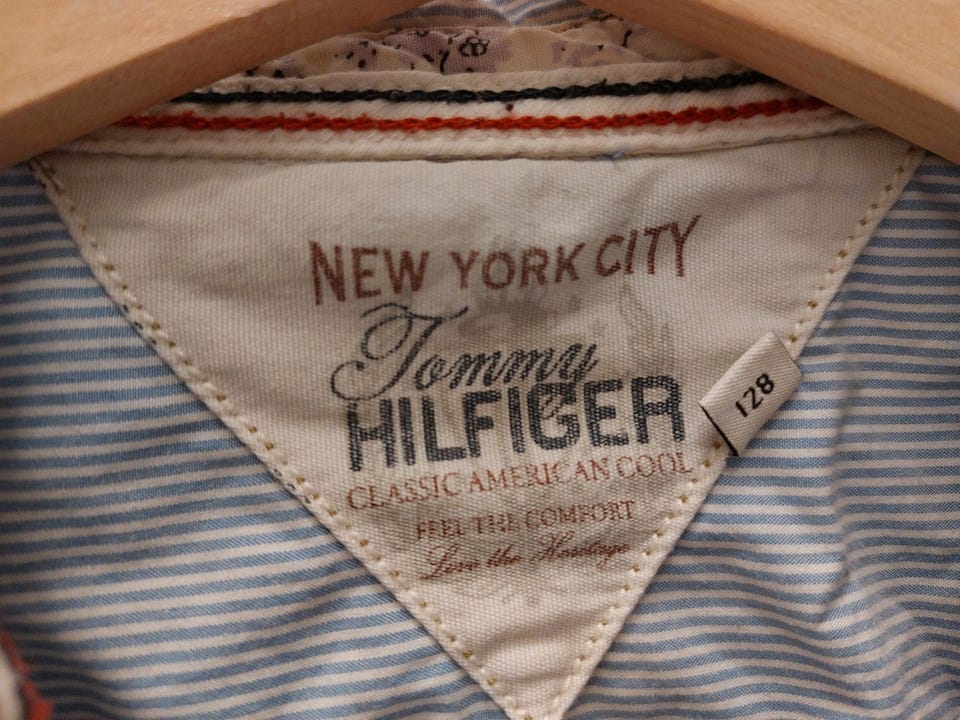 NEW YORK CITY
Tommy
HILFIGER
128
CLASSIC AMERICAN COOL
FEEL THE COMFORT
Live the Heritage